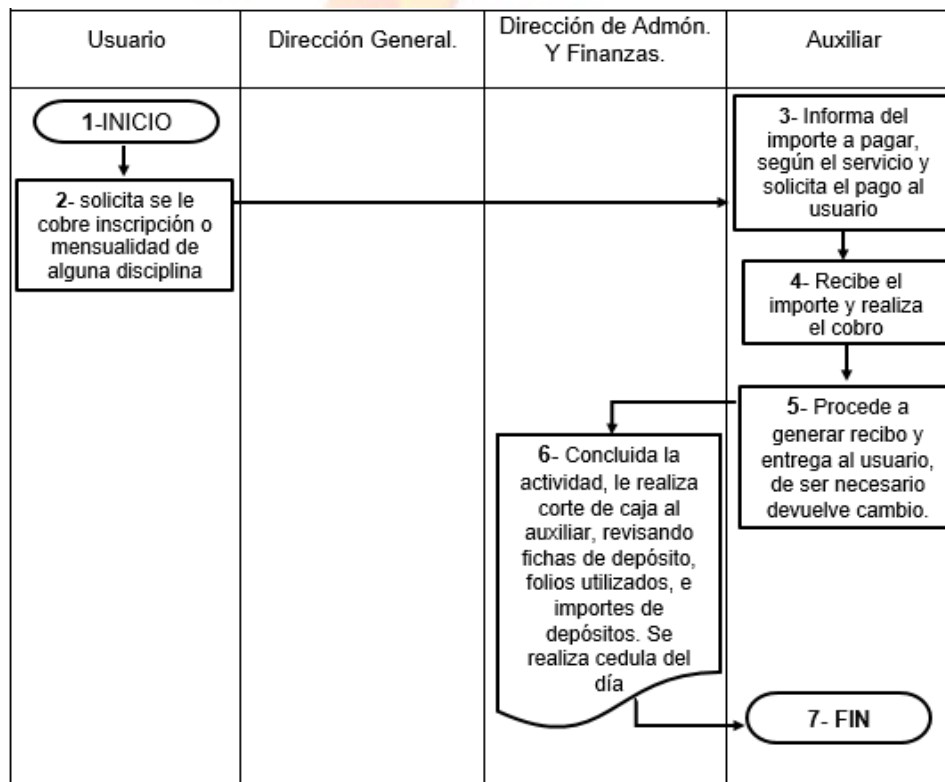 Usuario
Dirección General.
Dirección de Admón.
Y Finanzas.
Auxiliar
1-INICIO
2- solicita se le
cobre inscripción o
mensualidad de
alguna disciplina
3- Informa del
importe a pagar,
según el servicio y
solicita el pago al
usuario
4- Recibe el
importe y realiza
el cobro
5- Procede a
generar recibo y
entrega al usuario,
de ser necesario
devuelve cambio.
6- Concluida la
actividad, le realiza
corte de caja al
auxiliar, revisando
fichas de depósito,
folios utilizados, e
importes de
depósitos. Se
realiza cedula del
día
7- FIN